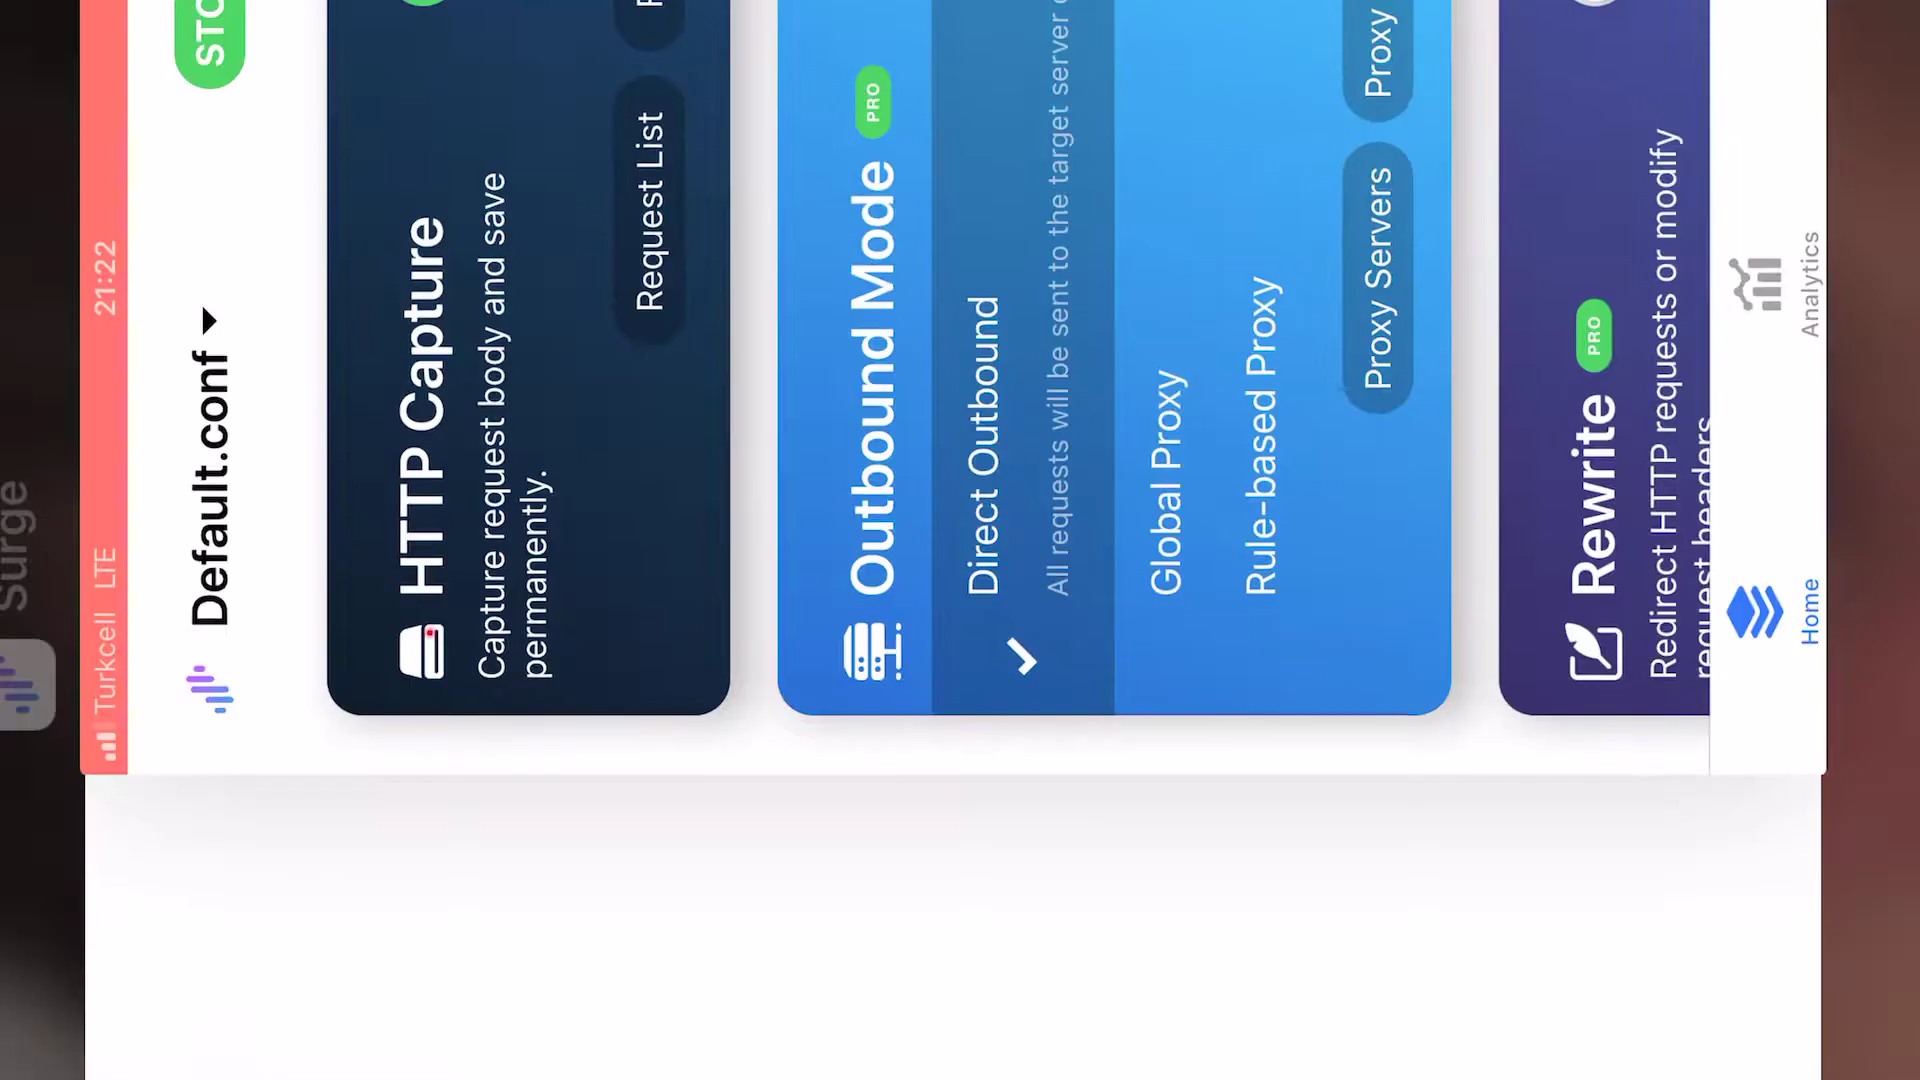 Surge
Turkcell LTE 21:22
Default.conf
HTTP Capture
Capture request body and save
permanently.
Request List
Outbound Mode PRO
Direct Outbound
All requests will be sent to the target server
Global Proxy
Rule-based Proxy
Proxy Servers Proxy
Rewrite PRO
Redirect HTTP requests or modify
request headers
Home Analytics